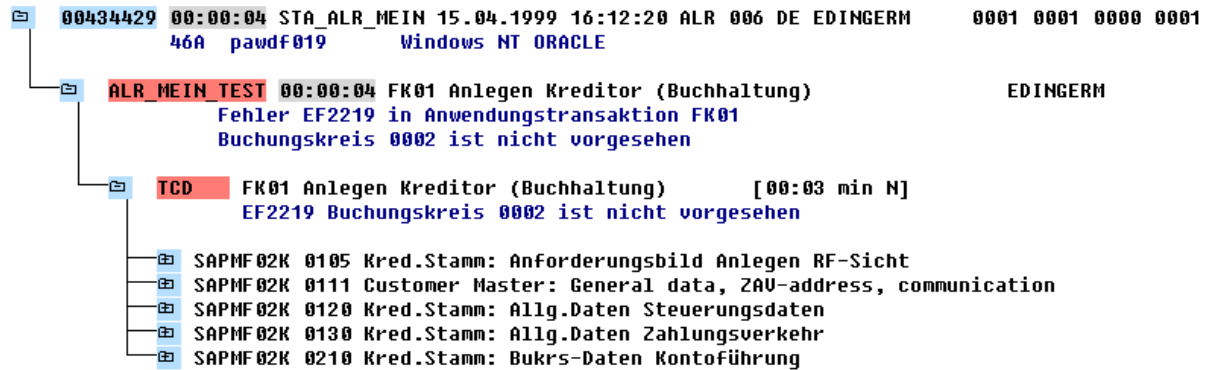 00434429 00:00:04 STA_ALR_MEIN 15.04.1999 16:12:20 ALR 006 DE EDINGERM 0001 0001 0000 0001
46A pawdf019 Windows NT ORACLE
ALR_MEIN_TEST 00:00:04 FK01 Anlegen Kreditor (Buchhaltung) EDINGERM
Fehler EF2219 in Anwendungstransaktion FK01
Buchungskreis 0002 ist nicht vorgesehen
TCD FK01 Anlegen Kreditor (Buchhaltung) [00:03 min N]
EF2219 Buchungskreis 0002 ist nicht vorgesehen
SAPMF02K 0105 Kred.Stamm: Anforderungsbild Anlegen RF-Sicht
SAPMF02K 0111 Customer Master: General data, ZAV-address, communication
SAPMF02K 0120 Kred.Stamm: Allg.Daten Steuerungsdaten
SAPMF02K 0130 Kred.Stamm: Allg.Daten Zahlungsverkehr
SAPMF02K 0210 Kred.Stamm: Bukrs-Daten Kontoführung